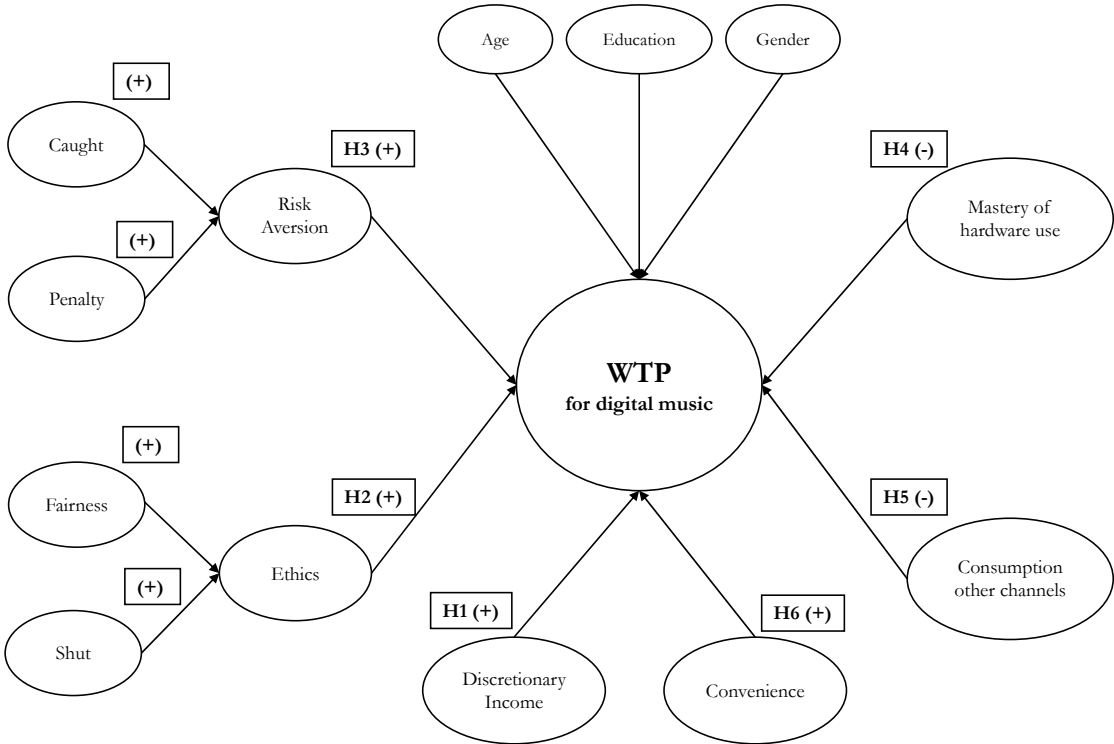 Age
Education
Gender
(+)
Caught
H3 (+)
H4 (-)
Risk
Aversion
Mastery of
hardware use
(+)
Penalty
WTP
for digital music
(+)
Fairness
H2 (+)
H5 (-)
Ethics
Consumption
other channels
(+)
Shut
H1 (+)
H6 (+)
Discretionary
Income
Convenience